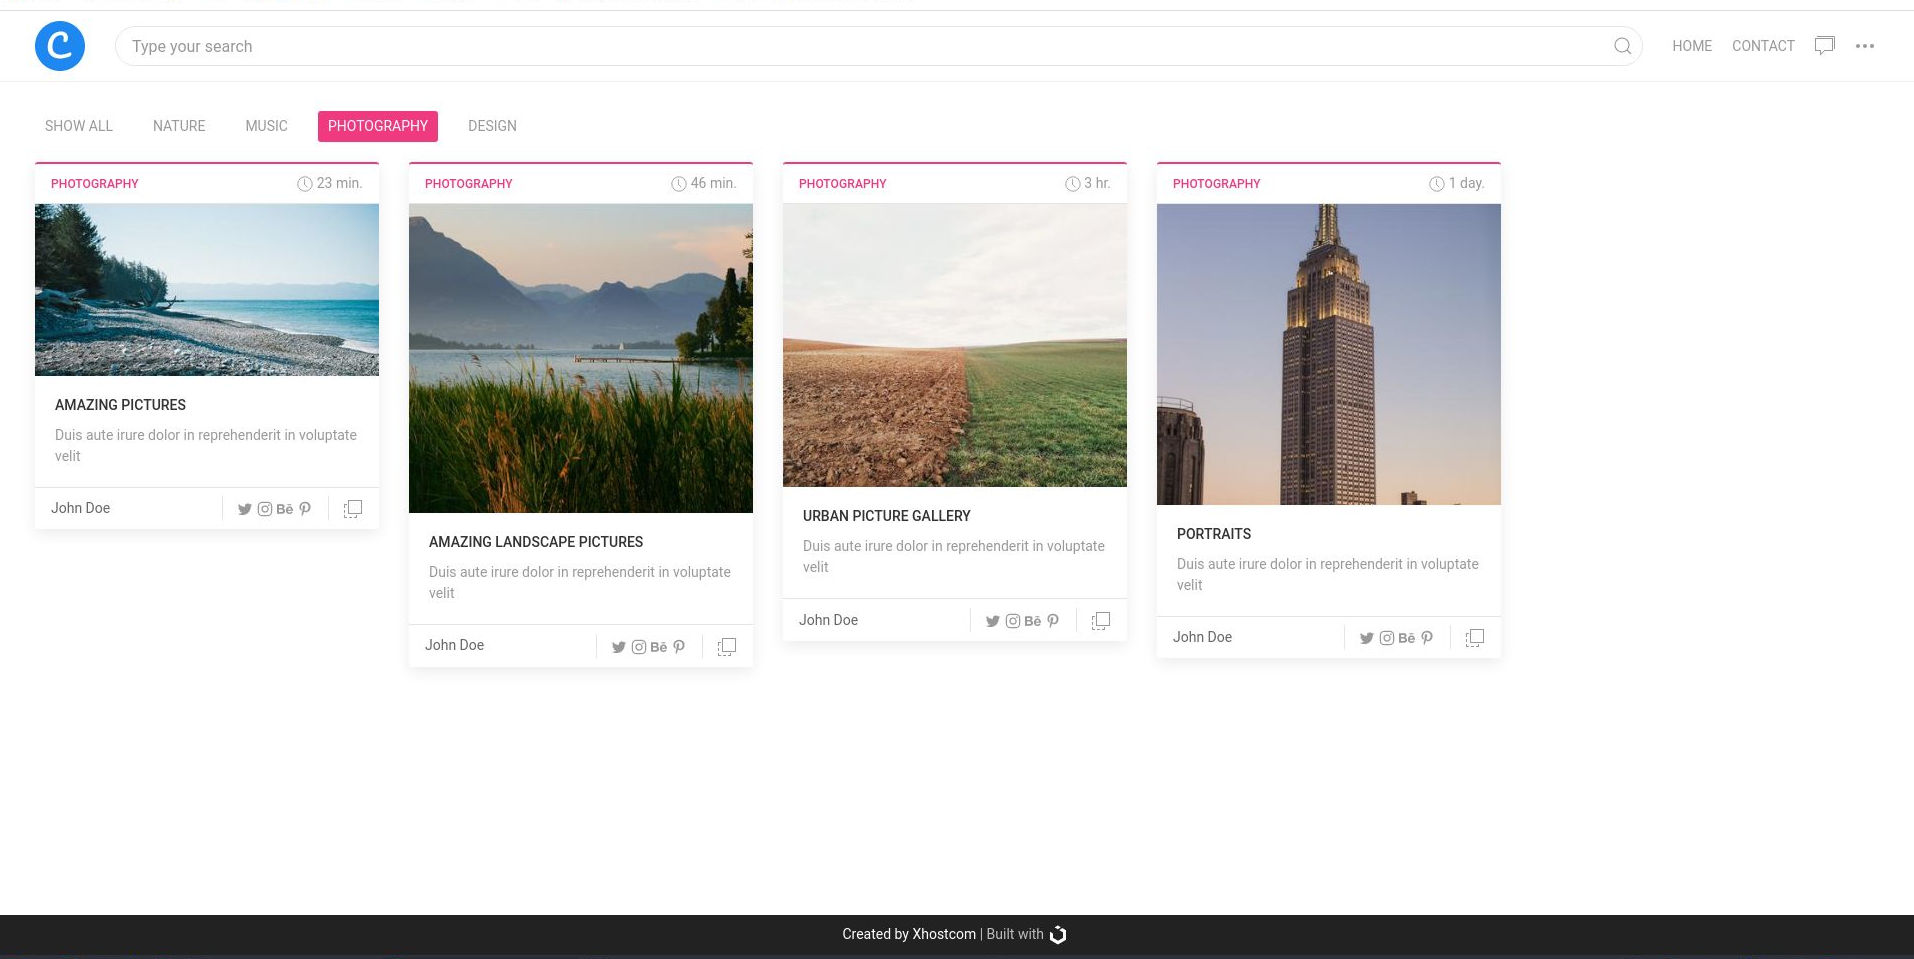 C
Type your search
HOME CONTACT
SHOW ALL NATURE MUSIC PHOTOGRAPHY DESIGN
PHOTOGRAPHY 23 min.
AMAZING PICTURES
Duis aute irure dolor in reprehenderit in voluptate
velit
John Doe Bē
PHOTOGRAPHY 46 min.
AMAZING LANDSCAPE PICTURES
Duis aute irure dolor in reprehenderit in voluptate
velit
John Doe Bē
PHOTOGRAPHY 3 hr.
URBAN PICTURE GALLERY
Duis aute irure dolor in reprehenderit in voluptate
velit
John Doe Bē
PHOTOGRAPHY 1 day.
PORTRAITS
Duis aute irure dolor in reprehenderit in voluptate
velit
John Doe Bē
Created by Xhostcom | Built with